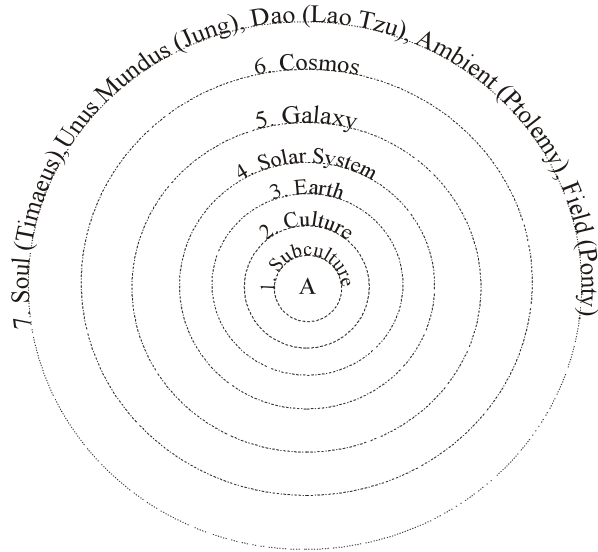 7. Soul (Timaeus), Unus Mundus (Jung), Dao (Lao Tzu), Ambient (Ptolemy), Field (Ponty)
6. Cosmos
5. Galaxy
4. Solar System
3. Earth
2. Culture
1. Subculture
A